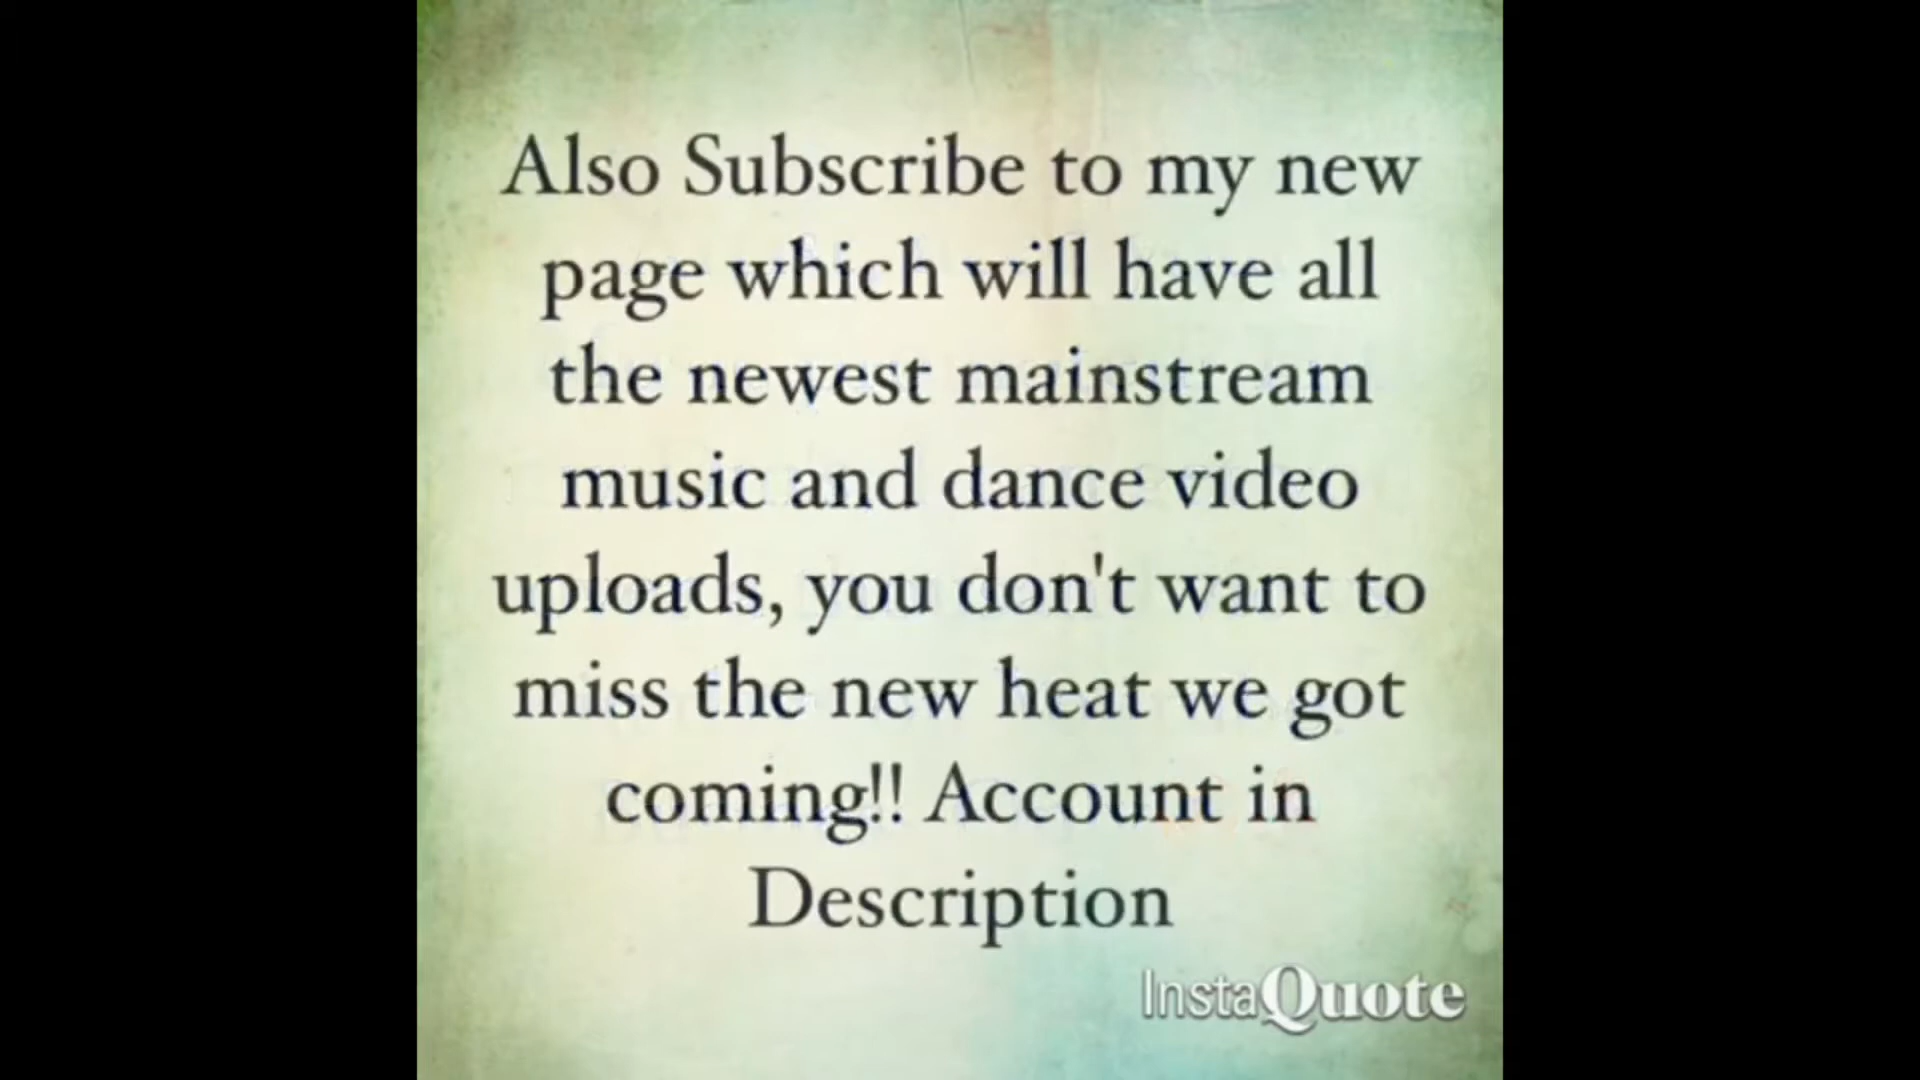 Also Subscribe to my new
page which will have all
the newest mainstream
music and dance video
uploads, you don't want to
miss the new heat we got
coming!! Account in
Description
InstaQuote